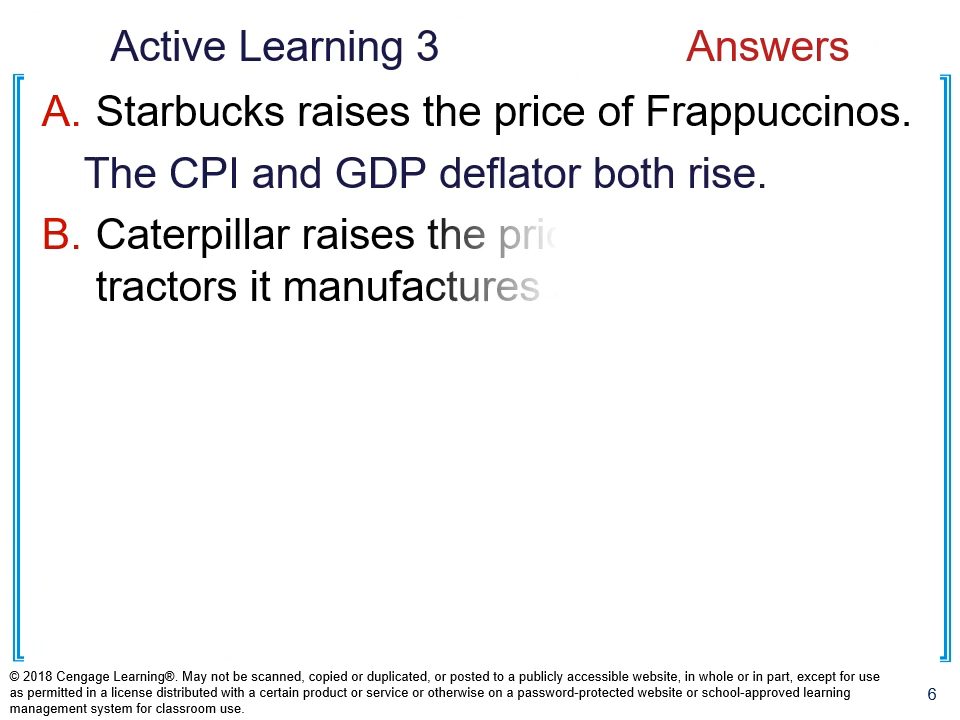 Active Learning 3 Answers
A. Starbucks raises the price of Frappuccinos.
The CPI and GDP deflator both rise.
B. Caterpillar raises the
tractors it manufactures
© 2018 Cengage Learning®. May not be scanned, copied or duplicated, or posted to a publicly accessible website, in whole or in part, except for use
as permitted in a license distributed with a certain product or service or otherwise on a password-protected website or school-approved learning
management system for classroom use.
6